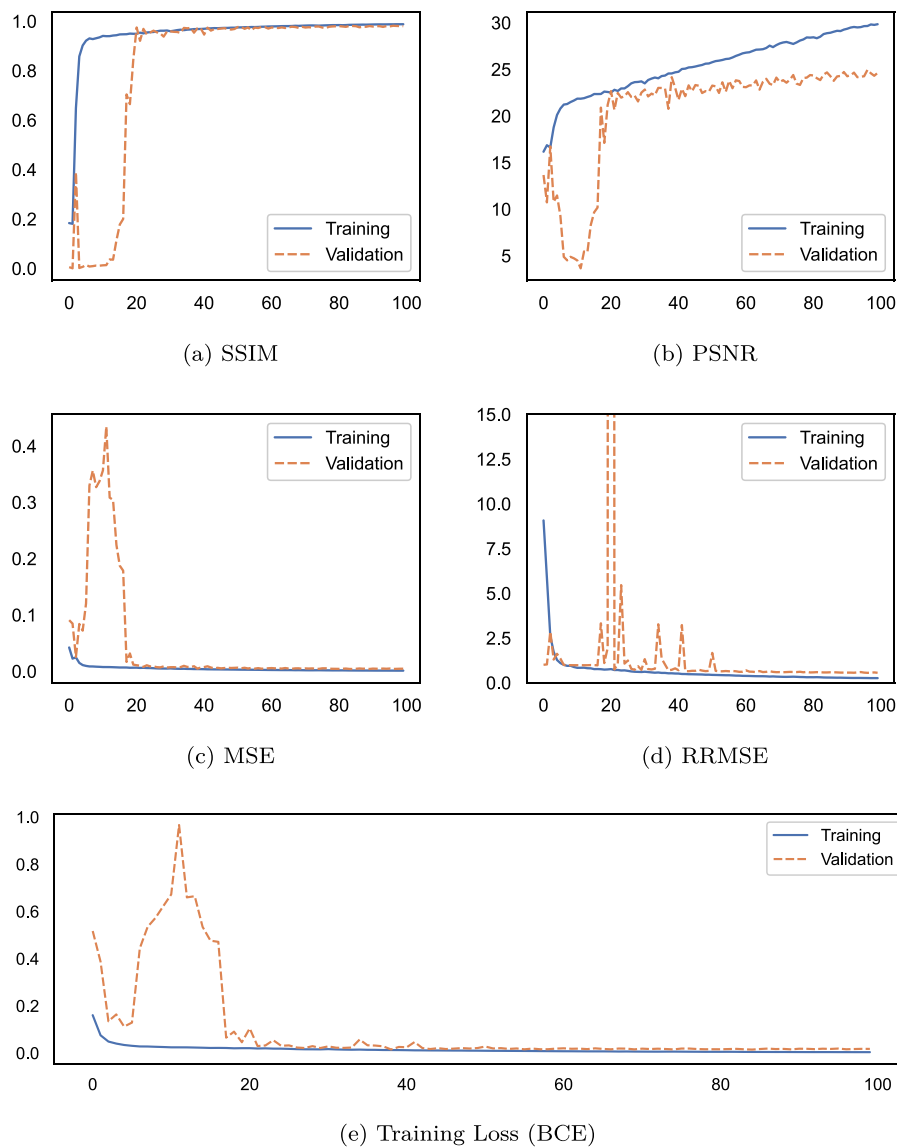 1.0
0.8
0.6
0.4
0.2
0.0
Training
Validation
0 20 40 60 80 100
(a) SSIM
30
25
20
15
10
5
Training
Validation
0 20 40 60 80 100
(b) PSNR
0.4
0.3
0.2
0.1
0.0
Training
Validation
0 20 40 60 80 100
(c) MSE
15.0
12.5
10.0
7.5
5.0
2.5
0.0
Training
Validation
0 20 40 60 80 100
(d) RRMSE
1.0
0.8
0.6
0.4
0.2
0.0
Training
Validation
0 20 40 60 80 100
(e) Training Loss (BCE)